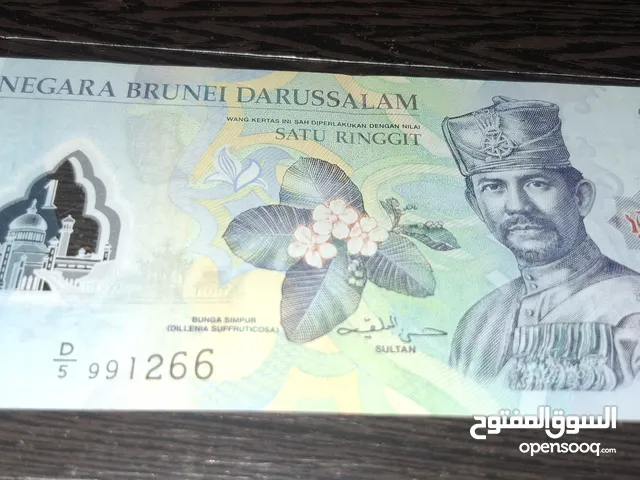 NEGARA BRUNEI DARUSSALAM
WANG KERTAS INI SAH DIPERLAKUKAN DENGAN NILAI
SATU RINGGIT
1
BUNGA SIMPUR
(DILLENIA SUFFRUTICOSA)
SULTAN
D/5 991266
السوق المفتوح
opensooq.com